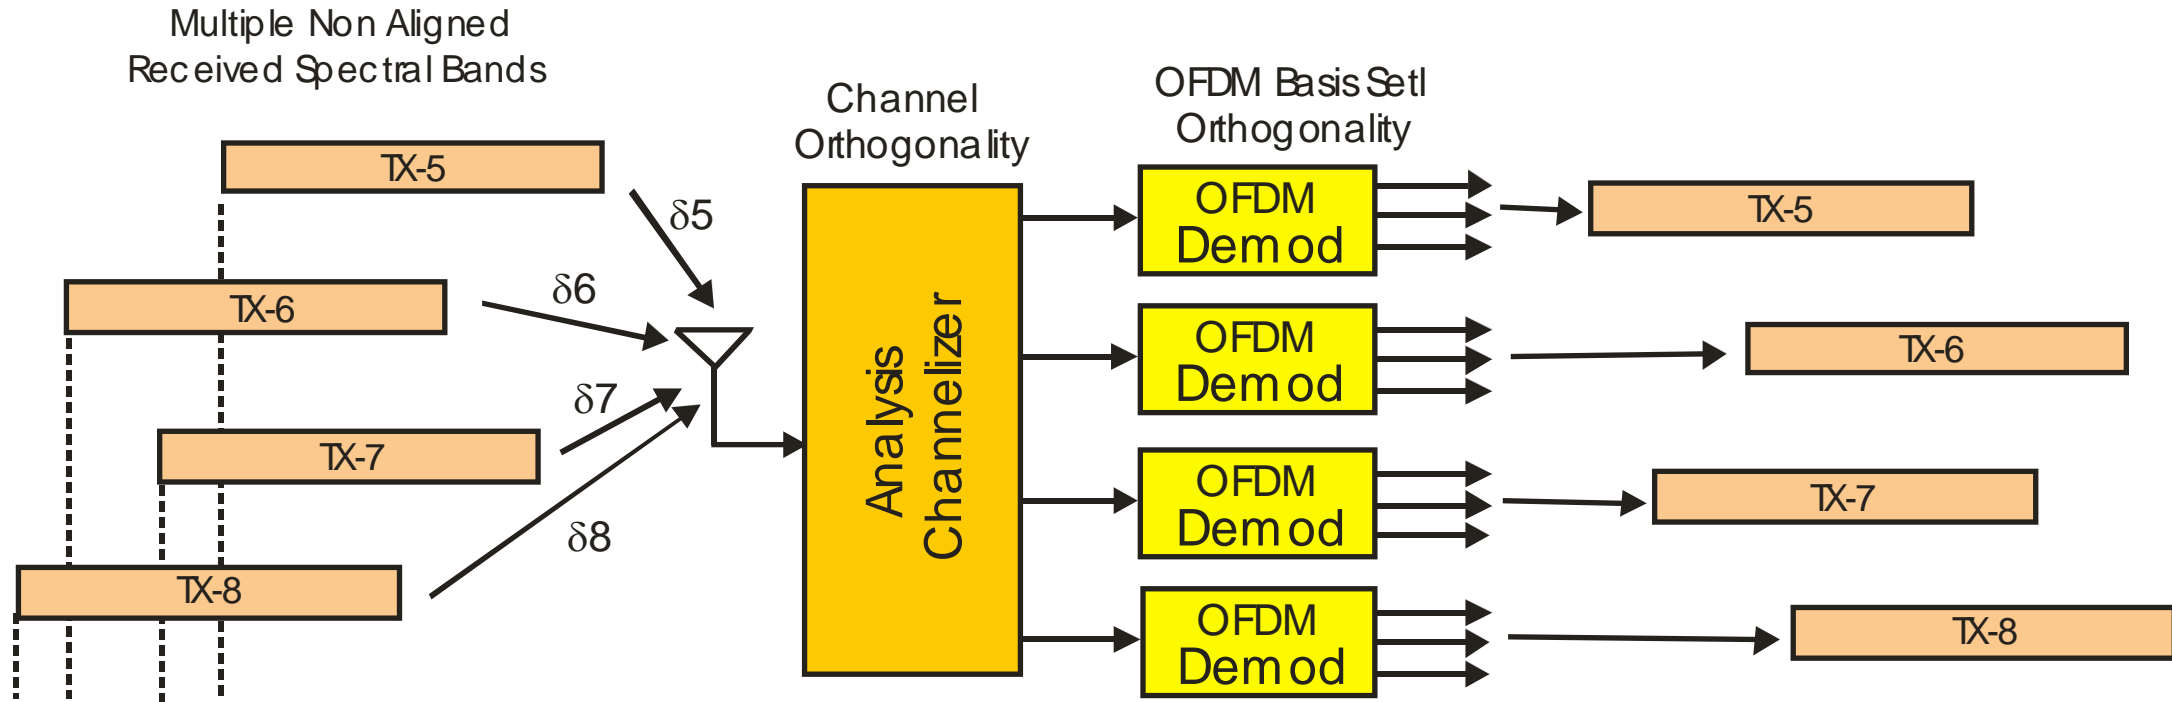 Multiple Non Aligned
Received Spectral Bands
Channel
Orthogonality
OFDM Basis Setl
Orthogonality
TX-5
δ5
OFDM
Demod
TX-5
TX-6
δ6
OFDM
Demod
TX-6
Analysis
Channelizer
TX-7
δ7
OFDM
Demod
TX-7
TX-8
δ8
OFDM
Demod
TX-8